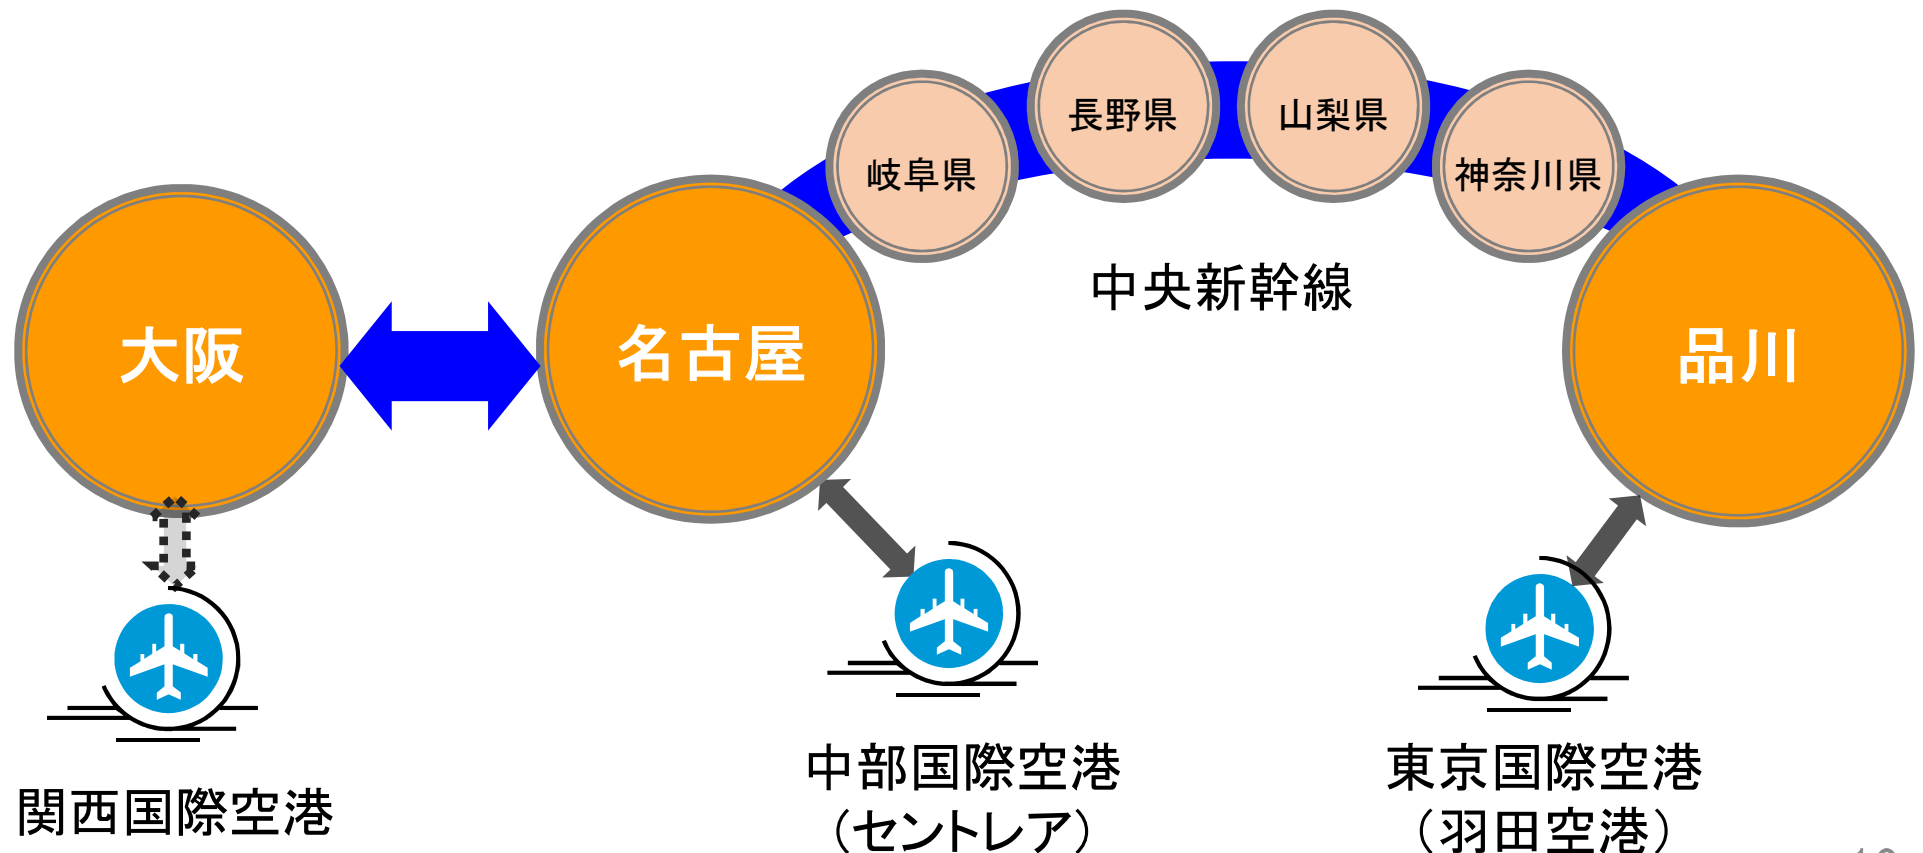 長野県
山梨県
岐阜県
神奈川県
中央新幹線
大阪
名古屋
品川
関西国際空港
中部国際空港
（セントレア）
東京国際空港
（羽田空港）